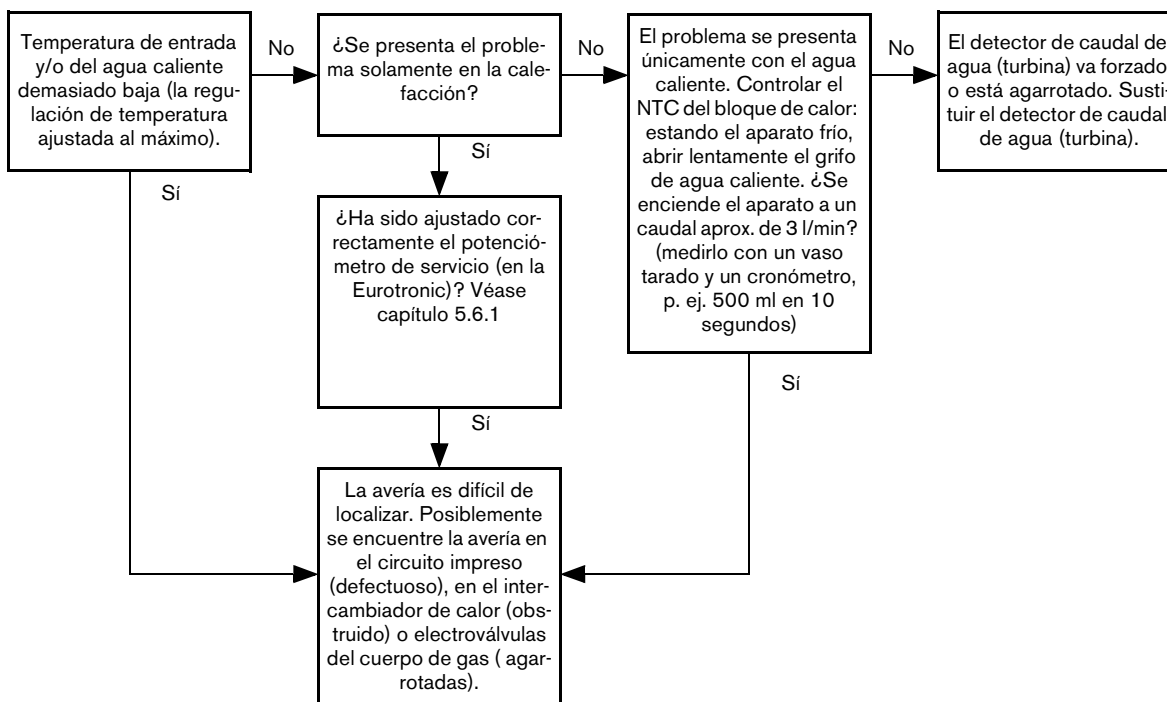 Temperatura de entrada
y/o del agua caliente
demasiado baja (la regu-
lación de temperatura
ajustada al máximo).
No
Sí
¿Se presenta el proble-
ma solamente en la cale-
facción?
No
Sí
El problema se presenta
únicamente con el agua
caliente. Controlar el
NTC del bloque de calor:
estando el aparato frío,
abrir lentamente el grifo
de agua caliente. ¿Se
enciende el aparato a un
caudal aprox. de 3 l/min?
(medirlo con un vaso
tarado y un cronómetro,
p. ej. 500 ml en 10
segundos)
No
Sí
El detector de caudal de
agua (turbina) va forzado
o está agarrotado. Susti-
tuir el detector de caudal
de agua (turbina).
¿Ha sido ajustado cor-
rectamente el potenció-
metro de servicio (en la
Eurotronic)? Véase
capítulo 5.6.1
Sí
La avería es difícil de
localizar. Posiblemente
se encuentre la avería en
el circuito impreso
(defectuoso), en el inter-
cambiador de calor (obs-
truido) o electroválvulas
del cuerpo de gas ( agar-
rotadas).